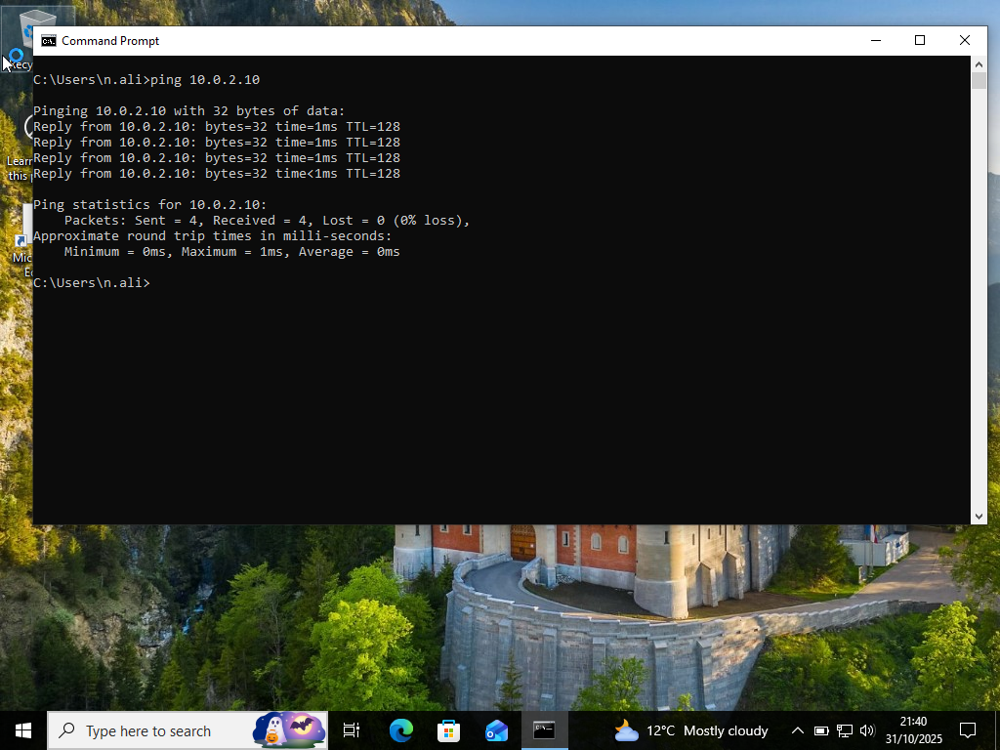 Command Prompt
C:\Users\n.ali>ping 10.0.2.10
Pinging 10.0.2.10 with 32 bytes of data:
Reply from 10.0.2.10: bytes=32 time=1ms TTL=128
Reply from 10.0.2.10: bytes=32 time=1ms TTL=128
Reply from 10.0.2.10: bytes=32 time=1ms TTL=128
Reply from 10.0.2.10: bytes=32 time<1ms TTL=128
Ping statistics for 10.0.2.10:
    Packets: Sent = 4, Received = 4, Lost = 0 (0% loss),
Approximate round trip times in milli-seconds:
    Minimum = 0ms, Maximum = 1ms, Average = 0ms
C:\Users\n.ali>
Lear
this
Mic
E
Type here to search
12°C Mostly cloudy
21:40
31/10/2025